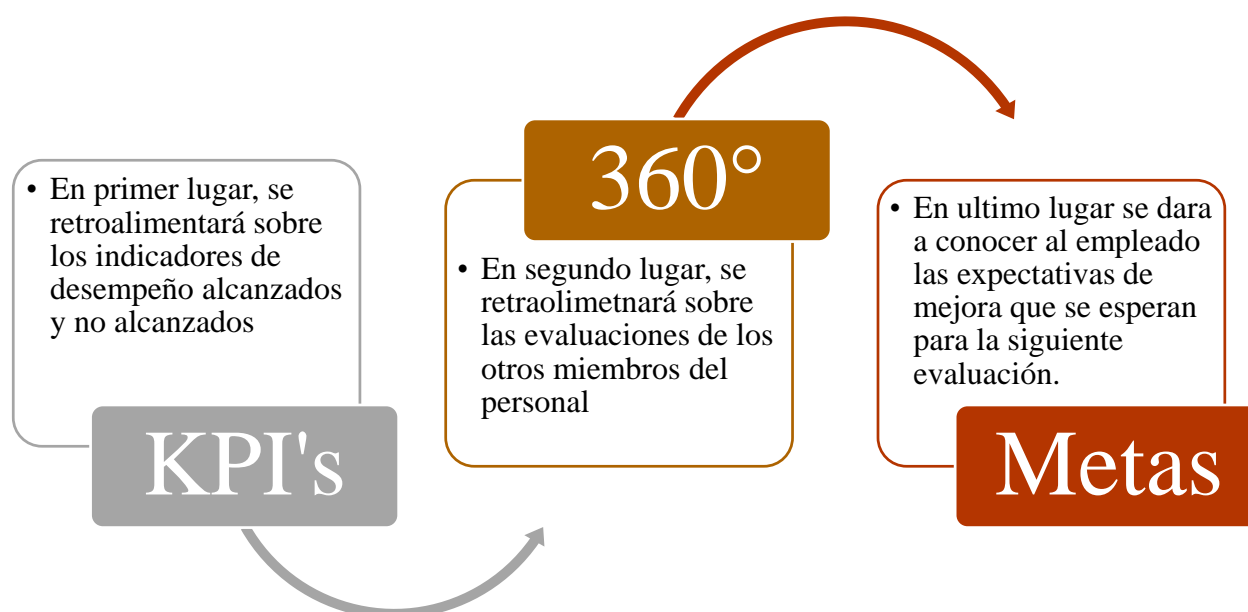 • En primer lugar, se
retroalimentará sobre
los indicadores de
desempeño alcanzados
y no alcanzados
KPI's
360°
• En segundo lugar, se
retraolimetnará sobre
las evaluaciones de los
otros miembros del
personal
• En ultimo lugar se dara
a conocer al empleado
las expectativas de
mejora que se esperan
para la siguiente
evaluación.
Metas